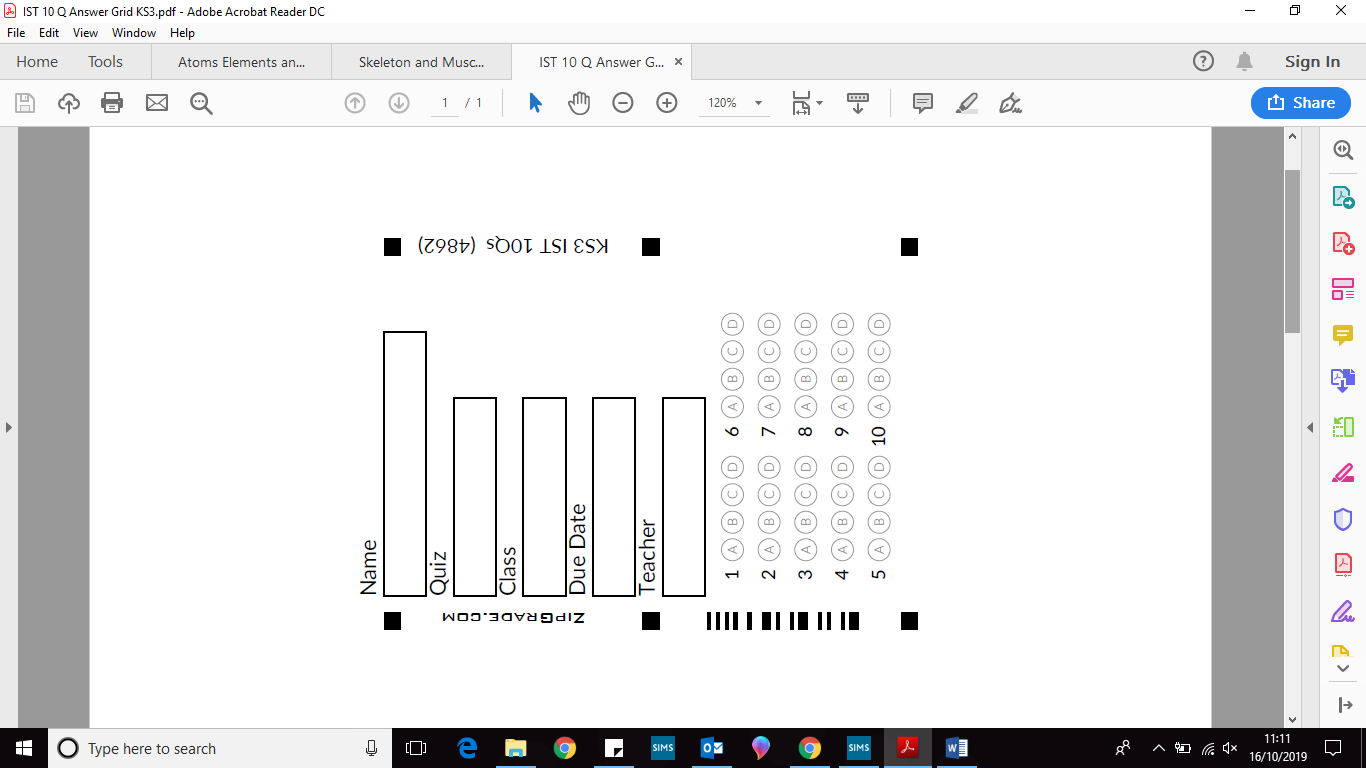 IST 10 Q Answer Grid KS3.pdf - Adobe Acrobat Reader DC
File Edit View Window Help
Home Tools Atoms Elements an... Skeleton and Musc... IST 10 Q Answer G... × ? Sign In
1 / 1 120% Share
KS3 IST 10Qs (4862)
Name
Quiz
Class
Due Date
Teacher
1 A B C D 6 A B C D
2 A B C D 7 A B C D
3 A B C D 8 A B C D
4 A B C D 9 A B C D
5 A B C D 10 A B C D
ZIPGRADE.COM
Type here to search SIMS SIMS 11:11
16/10/2019